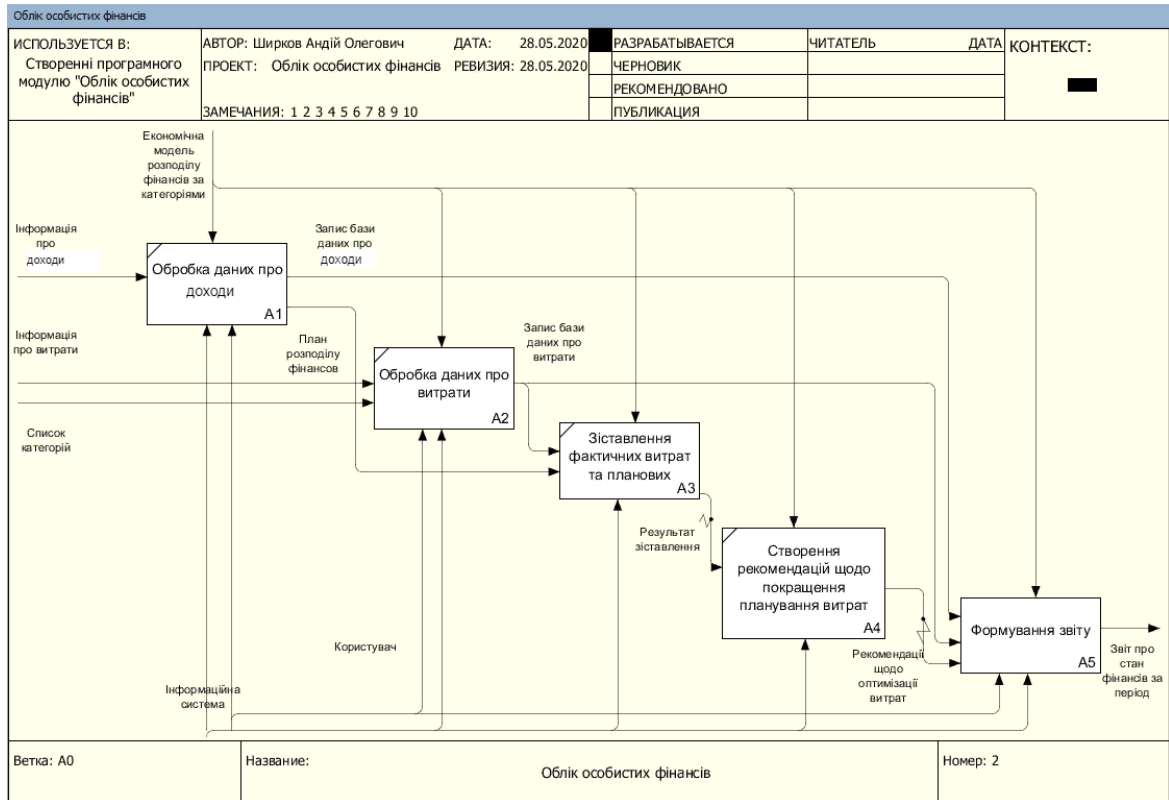 Облік особистих фінансів
ИСПОЛЬЗУЕТСЯ В:
Створенні програмного
модулю "Облік особистих
фінансів"
АВТОР: Ширков Андій Олегович
ДАТА: 28.05.2020
ПРОЕКТ: Облік особистих фінансів
РЕВИЗИЯ: 28.05.2020
ЗАМЕЧАНИЯ: 1 2 3 4 5 6 7 8 9 10
РАЗРАБАТЫВАЕТСЯ
ЧЕРНОВИК
РЕКОМЕНДОВАНО
ПУБЛИКАЦИЯ
ЧИТАТЕЛЬ
ДАТА
КОНТЕКСТ:
Економічна
модель
розподілу
фінансів за
категоріями
Інформація
про
доходи
Запис бази
даних про
доходи
Обробка даних про
доходи
A1
Інформація
про витрати
План
розподілу
фінансов
Запис бази
даних про
витрати
Обробка даних про
витрати
A2
Список
категорій
Зіставлення
фактичних витрат
та планових
A3
Результат
зіставлення
Створення
рекомендацій щодо
покращення
планування витрат
A4
Формування звіту
A5
Користувач
Рекомендації
щодо
оптимізації
витрат
Звіт про
стан
фінансів за
період
Інформаційна
система
Ветка: A0
Название:
Облік особистих фінансів
Номер: 2